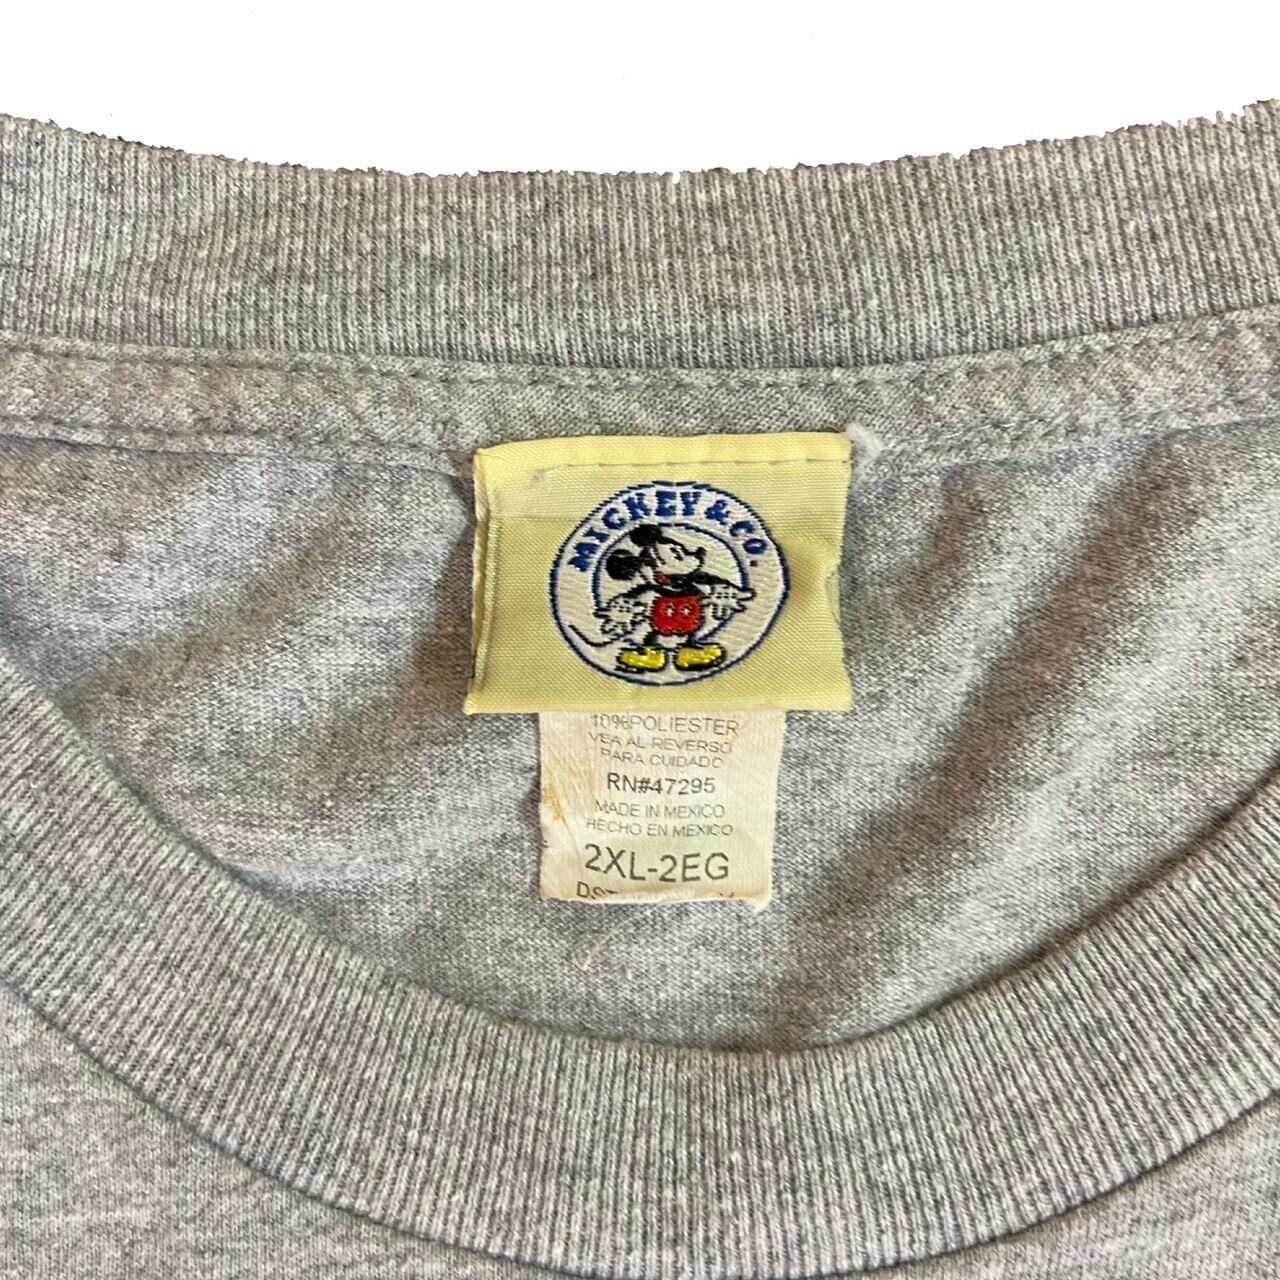 MICKEY & CO.
10% POLIESTER
VEA AL REVERSO
PARA CUIDADO
RN#47295
MADE IN MEXICO
HECHO EN MEXICO
2XL-2EG